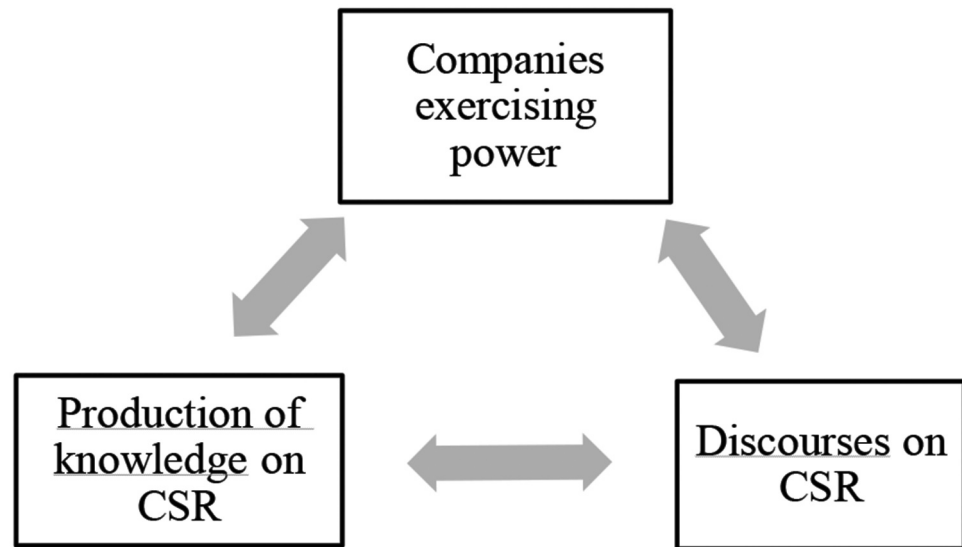 Companies
exercising
power
Production of
knowledge on
CSR
Discourses on
CSR